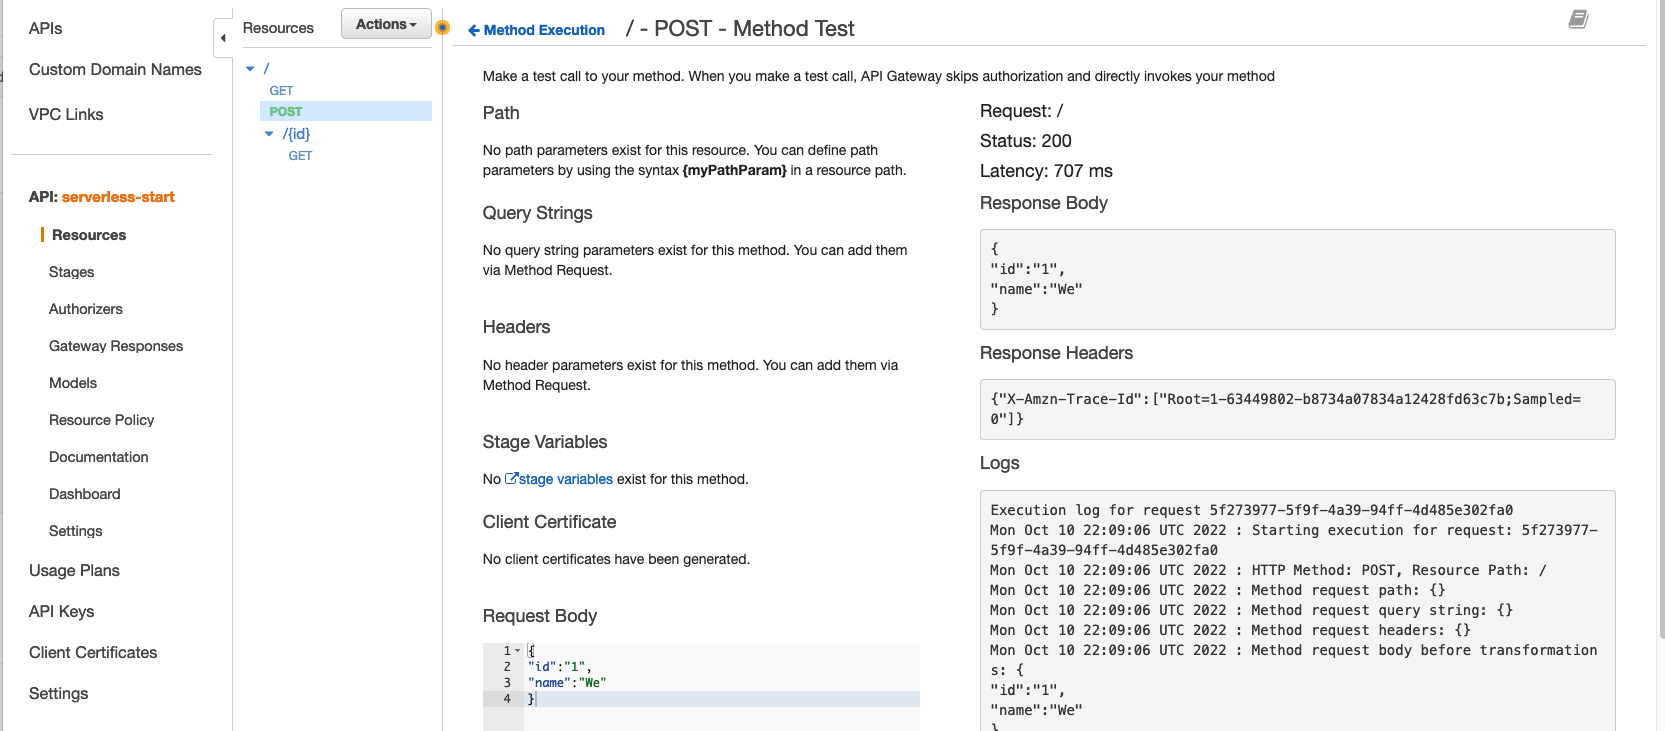 APIs
Custom Domain Names
VPC Links
API: serverless-start
Resources
Stages
Authorizers
Gateway Responses
Models
Resource Policy
Documentation
Dashboard
Settings
Usage Plans
API Keys
Client Certificates
Settings
Resources
Actions
/
GET
POST
/{id}
GET
Method Execution / - POST - Method Test
Make a test call to your method. When you make a test call, API Gateway skips authorization and directly invokes your method
Path
No path parameters exist for this resource. You can define path
parameters by using the syntax {myPathParam} in a resource path.
Query Strings
No query string parameters exist for this method. You can add them
via Method Request.
Headers
No header parameters exist for this method. You can add them via
Method Request.
Stage Variables
No stage variables exist for this method.
Client Certificate
No client certificates have been generated.
Request Body
1 {
2 "id":"1",
3 "name":"We"
4 }
Request: /
Status: 200
Latency: 707 ms
Response Body
{
"id":"1",
"name":"We"
}
Response Headers
{"X-Amzn-Trace-Id":["Root=1-63449802-b8734a07834a12428fd63c7b;Sampled=
0"]}
Logs
Execution log for request 5f273977-5f9f-4a39-94ff-4d485e302fa0
Mon Oct 10 22:09:06 UTC 2022 : Starting execution for request: 5f273977-
5f9f-4a39-94ff-4d485e302fa0
Mon Oct 10 22:09:06 UTC 2022 : HTTP Method: POST, Resource Path: /
Mon Oct 10 22:09:06 UTC 2022 : Method request path: {}
Mon Oct 10 22:09:06 UTC 2022 : Method request query string: {}
Mon Oct 10 22:09:06 UTC 2022 : Method request headers: {}
Mon Oct 10 22:09:06 UTC 2022 : Method request body before transformation
s: {
"id":"1",
"name":"We"
}